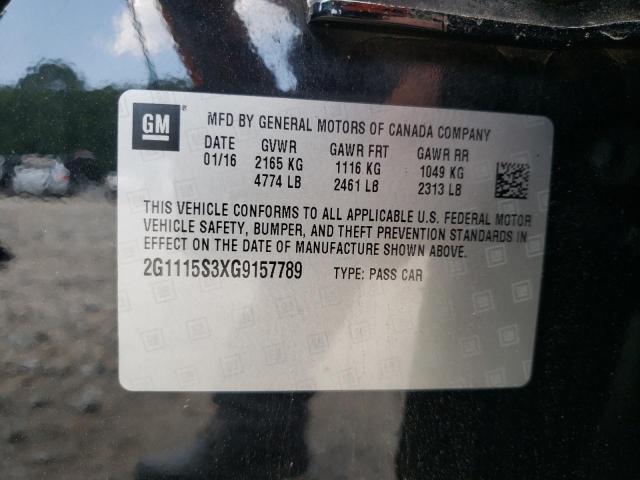 GM ® MFD BY GENERAL MOTORS OF CANADA COMPANY
DATE GVWR GAWR FRT GAWR RR
01/16 2165 KG 1116 KG 1049 KG
4774 LB 2461 LB 2313 LB
THIS VEHICLE CONFORMS TO ALL APPLICABLE U.S. FEDERAL MOTOR
VEHICLE SAFETY, BUMPER, AND THEFT PREVENTION STANDARDS IN
EFFECT ON THE DATE OF MANUFACTURE SHOWN ABOVE.
2G1115S3XG9157789 TYPE: PASS CAR